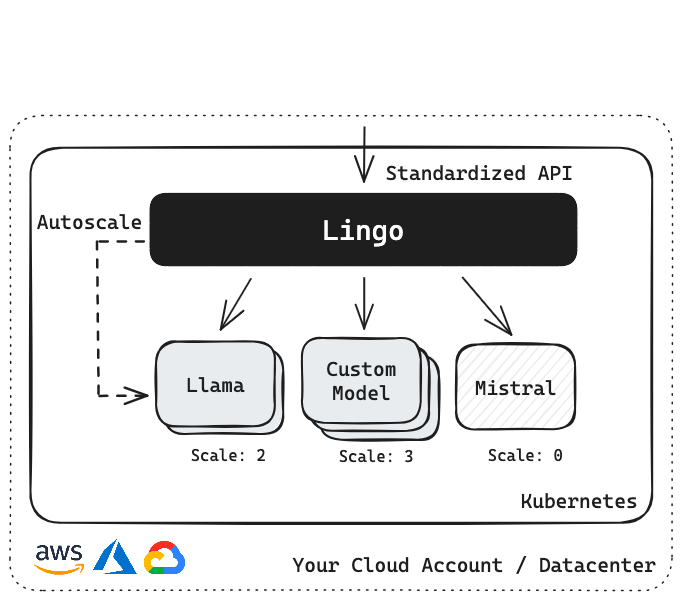 Standardized API
Autoscale
Lingo
Llama
Custom
Model
Mistral
Scale: 2
Scale: 3
Scale: 0
Kubernetes
aws
Your Cloud Account / Datacenter